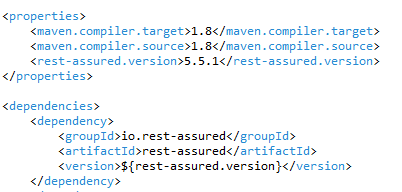 <properties>
    <maven.compiler.target>1.8</maven.compiler.target>
    <maven.compiler.source>1.8</maven.compiler.source>
    <rest-assured.version>5.5.1</rest-assured.version>
</properties>

<dependencies>
    <dependency>
        <groupId>io.rest-assured</groupId>
        <artifactId>rest-assured</artifactId>
        <version>${rest-assured.version}</version>
    </dependency>